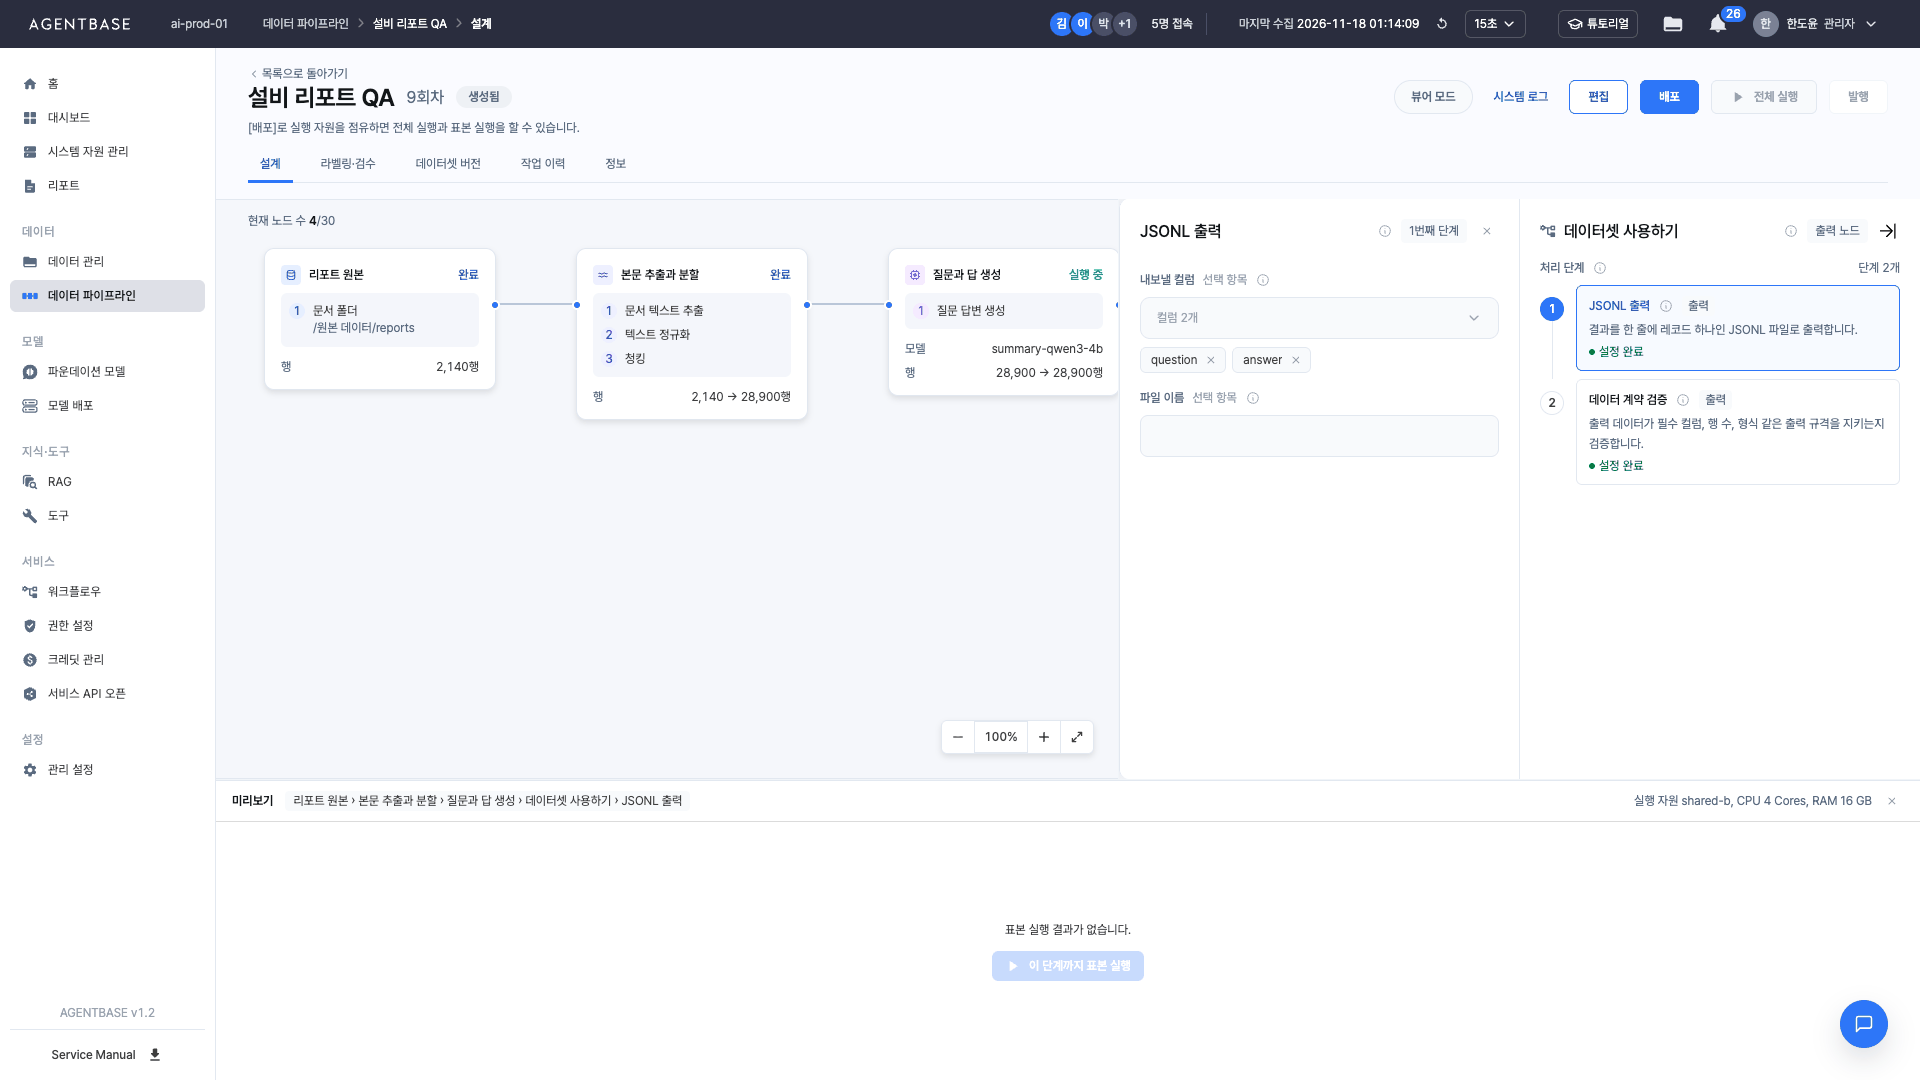 AGENTBASE
ai-prod-01
데이터 파이프라인 > 설비 리포트 QA > 설계
김 이 박 +1 5명 접속
마지막 수집 2026-11-18 01:14:09
15초
튜토리얼
26
한 한도윤 관리자
홈
대시보드
시스템 자원 관리
리포트
데이터
데이터 관리
데이터 파이프라인
모델
파운데이션 모델
모델 배포
지식·도구
RAG
도구
서비스
워크플로우
권한 설정
크레딧 관리
서비스 API 오픈
설정
관리 설정
AGENTBASE v1.2
Service Manual
목록으로 돌아가기
설비 리포트 QA 9회차 생성됨
[배포]로 실행 자원을 점유하면 전체 실행과 표본 실행을 할 수 있습니다.
뷰어 모드
시스템 로그
편집
배포
전체 실행
발행
설계
라벨링·검수
데이터셋 버전
작업 이력
정보
현재 노드 수 4/30
리포트 원본 완료
1 문서 폴더
/원본 데이터/reports
행 2,140행
본문 추출과 분할 완료
1 문서 텍스트 추출
2 텍스트 정규화
3 청킹
행 2,140 → 28,900행
질문과 답 생성 실행 중
1 질문 답변 생성
모델 summary-qwen3-4b
행 28,900 → 28,900행
100%
JSONL 출력 1번째 단계
내보낼 컬럼 선택 항목
컬럼 2개
question
answer
파일 이름 선택 항목
데이터셋 사용하기 출력 노드
처리 단계 단계 2개
1 JSONL 출력 출력
결과를 한 줄에 레코드 하나인 JSONL 파일로 출력합니다.
설정 완료
2 데이터 계약 검증 출력
출력 데이터가 필수 컬럼, 행 수, 형식 같은 출력 규격을 지키는지
검증합니다.
설정 완료
미리보기 리포트 원본 › 본문 추출과 분할 › 질문과 답 생성 › 데이터셋 사용하기 › JSONL 출력
실행 자원 shared-b, CPU 4 Cores, RAM 16 GB
표본 실행 결과가 없습니다.
이 단계까지 표본 실행